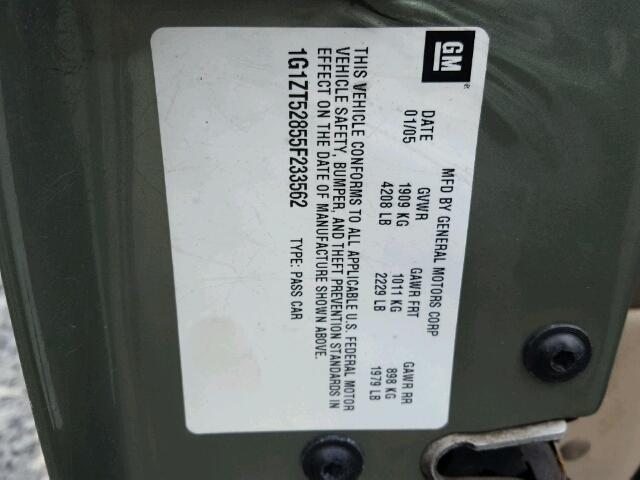 GM
®
MFD BY GENERAL MOTORS CORP
DATE GVWR GAWR FRT GAWR RR
01/05 1909 KG 1011 KG 898 KG
4208 LB 2229 LB 1979 LB
THIS VEHICLE CONFORMS TO ALL APPLICABLE U.S. FEDERAL MOTOR
VEHICLE SAFETY, BUMPER, AND THEFT PREVENTION STANDARDS IN
EFFECT ON THE DATE OF MANUFACTURE SHOWN ABOVE.
1G1ZT52855F233562 TYPE: PASS CAR